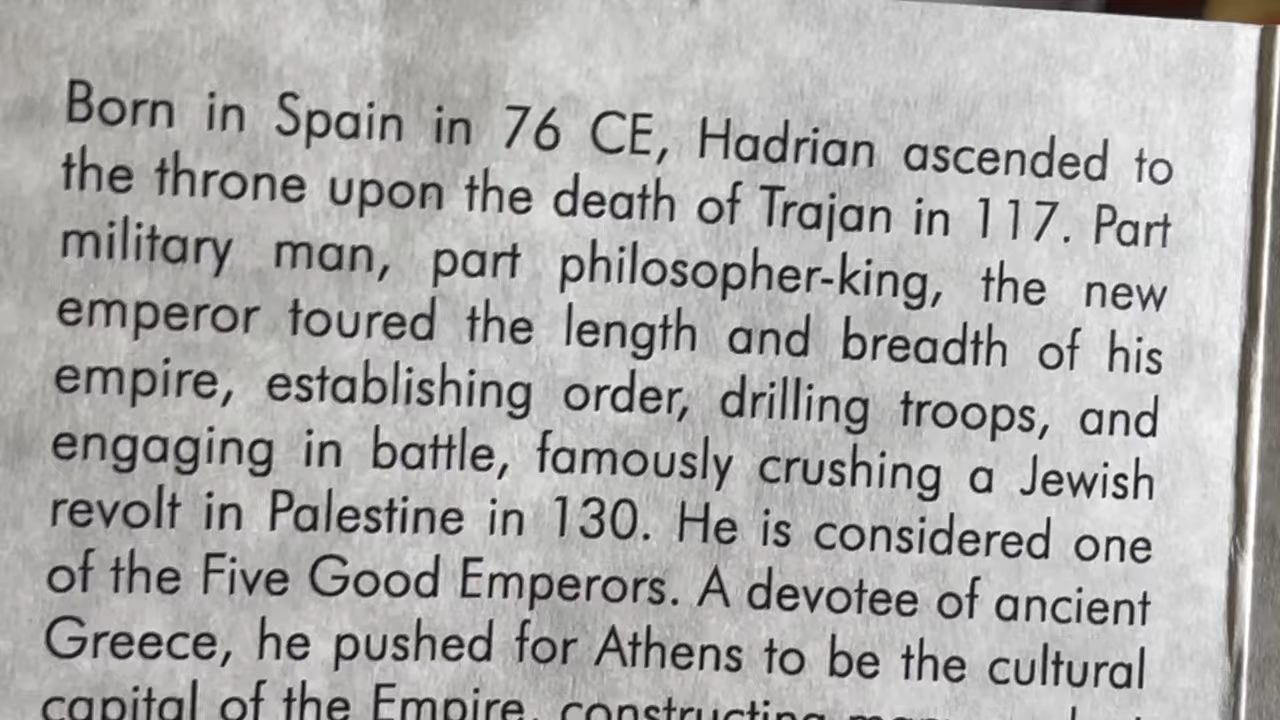 Born in Spain in 76 CE, Hadrian ascended to
the throne upon the death of Trajan in 117. Part
military man, part philosopher-king, the new
emperor toured the length and breadth of his
empire, establishing order, drilling troops, and
engaging in battle, famously crushing a Jewish
revolt in Palestine in 130. He is considered one
of the Five Good Emperors. A devotee of ancient
Greece, he pushed for Athens to be the cultural
capital of the Empire, constructing